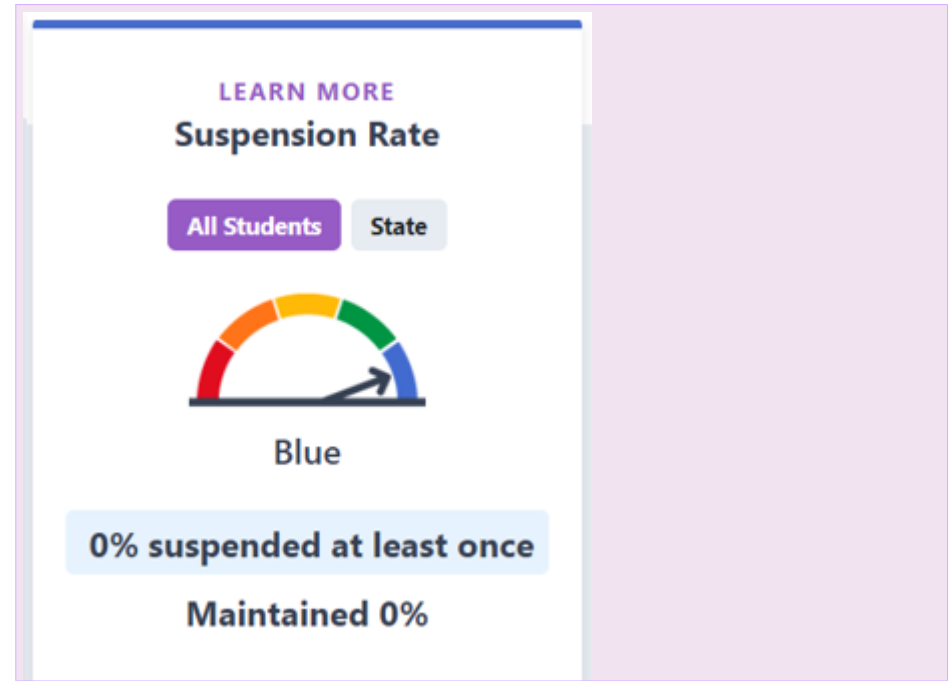 LEARN MORE
Suspension Rate
All Students State
Blue
0% suspended at least once
Maintained 0%